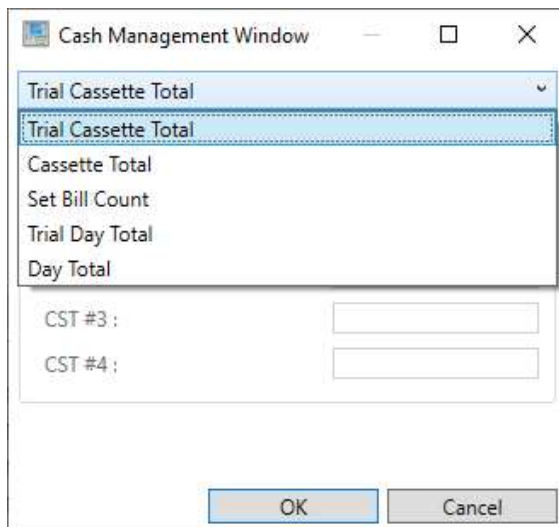 Cash Management Window
Trial Cassette Total
Trial Cassette Total
Cassette Total
Set Bill Count
Trial Day Total
Day Total
CST #3 :
CST #4 :
OK Cancel